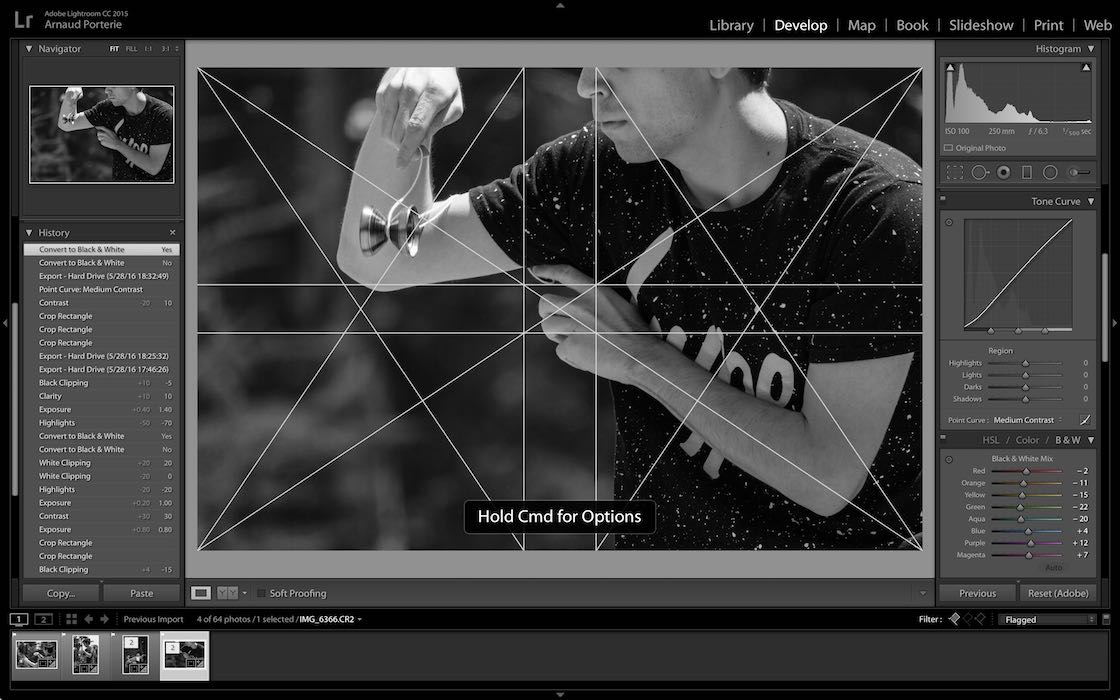 Lr
Adobe Lightroom CC 2015
Arnaud Porterie
Library | Develop | Map | Book | Slideshow | Print | Web
Navigator FIT FILL 1:1 3:1
History
Convert to Black & White Yes
Convert to Black & White No
Export - Hard Drive (5/28/16 18:32:49)
Point Curve: Medium Contrast
Contrast -20 10
Crop Rectangle
Crop Rectangle
Crop Rectangle
Export - Hard Drive (5/28/16 18:25:32)
Export - Hard Drive (5/28/16 17:46:26)
Black Clipping +10 -5
Clarity +10 10
Exposure +0.40 1.40
Highlights -50 -70
Convert to Black & White Yes
Convert to Black & White No
White Clipping +20 20
White Clipping -20 0
Highlights -20 -20
Exposure +0.20 1.00
Contrast +30 30
Exposure +0.80 0.80
Crop Rectangle
Crop Rectangle
Black Clipping +4 -15
Copy... Paste
Hold Cmd for Options
Soft Proofing
Histogram
ISO 100 250 mm f / 6.3 1/500 sec
Original Photo
Tone Curve
Region
Highlights 0
Lights 0
Darks 0
Shadows 0
Point Curve : Medium Contrast
HSL / Color / B & W
Black & White Mix
Red - 2
Orange - 11
Yellow - 15
Green - 22
Aqua - 20
Blue + 4
Purple + 12
Magenta + 7
Auto
Previous Reset (Adobe)
1 2 Previous Import 4 of 64 photos / 1 selected / IMG_6366.CR2 Filter : Flagged
2
2